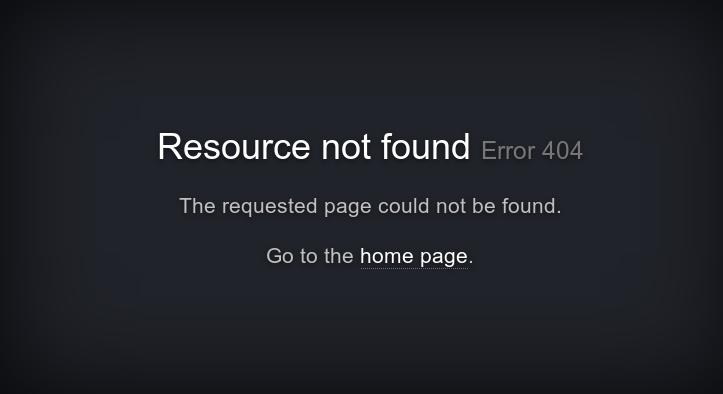 Resource not found Error 404
The requested page could not be found.
Go to the home page.